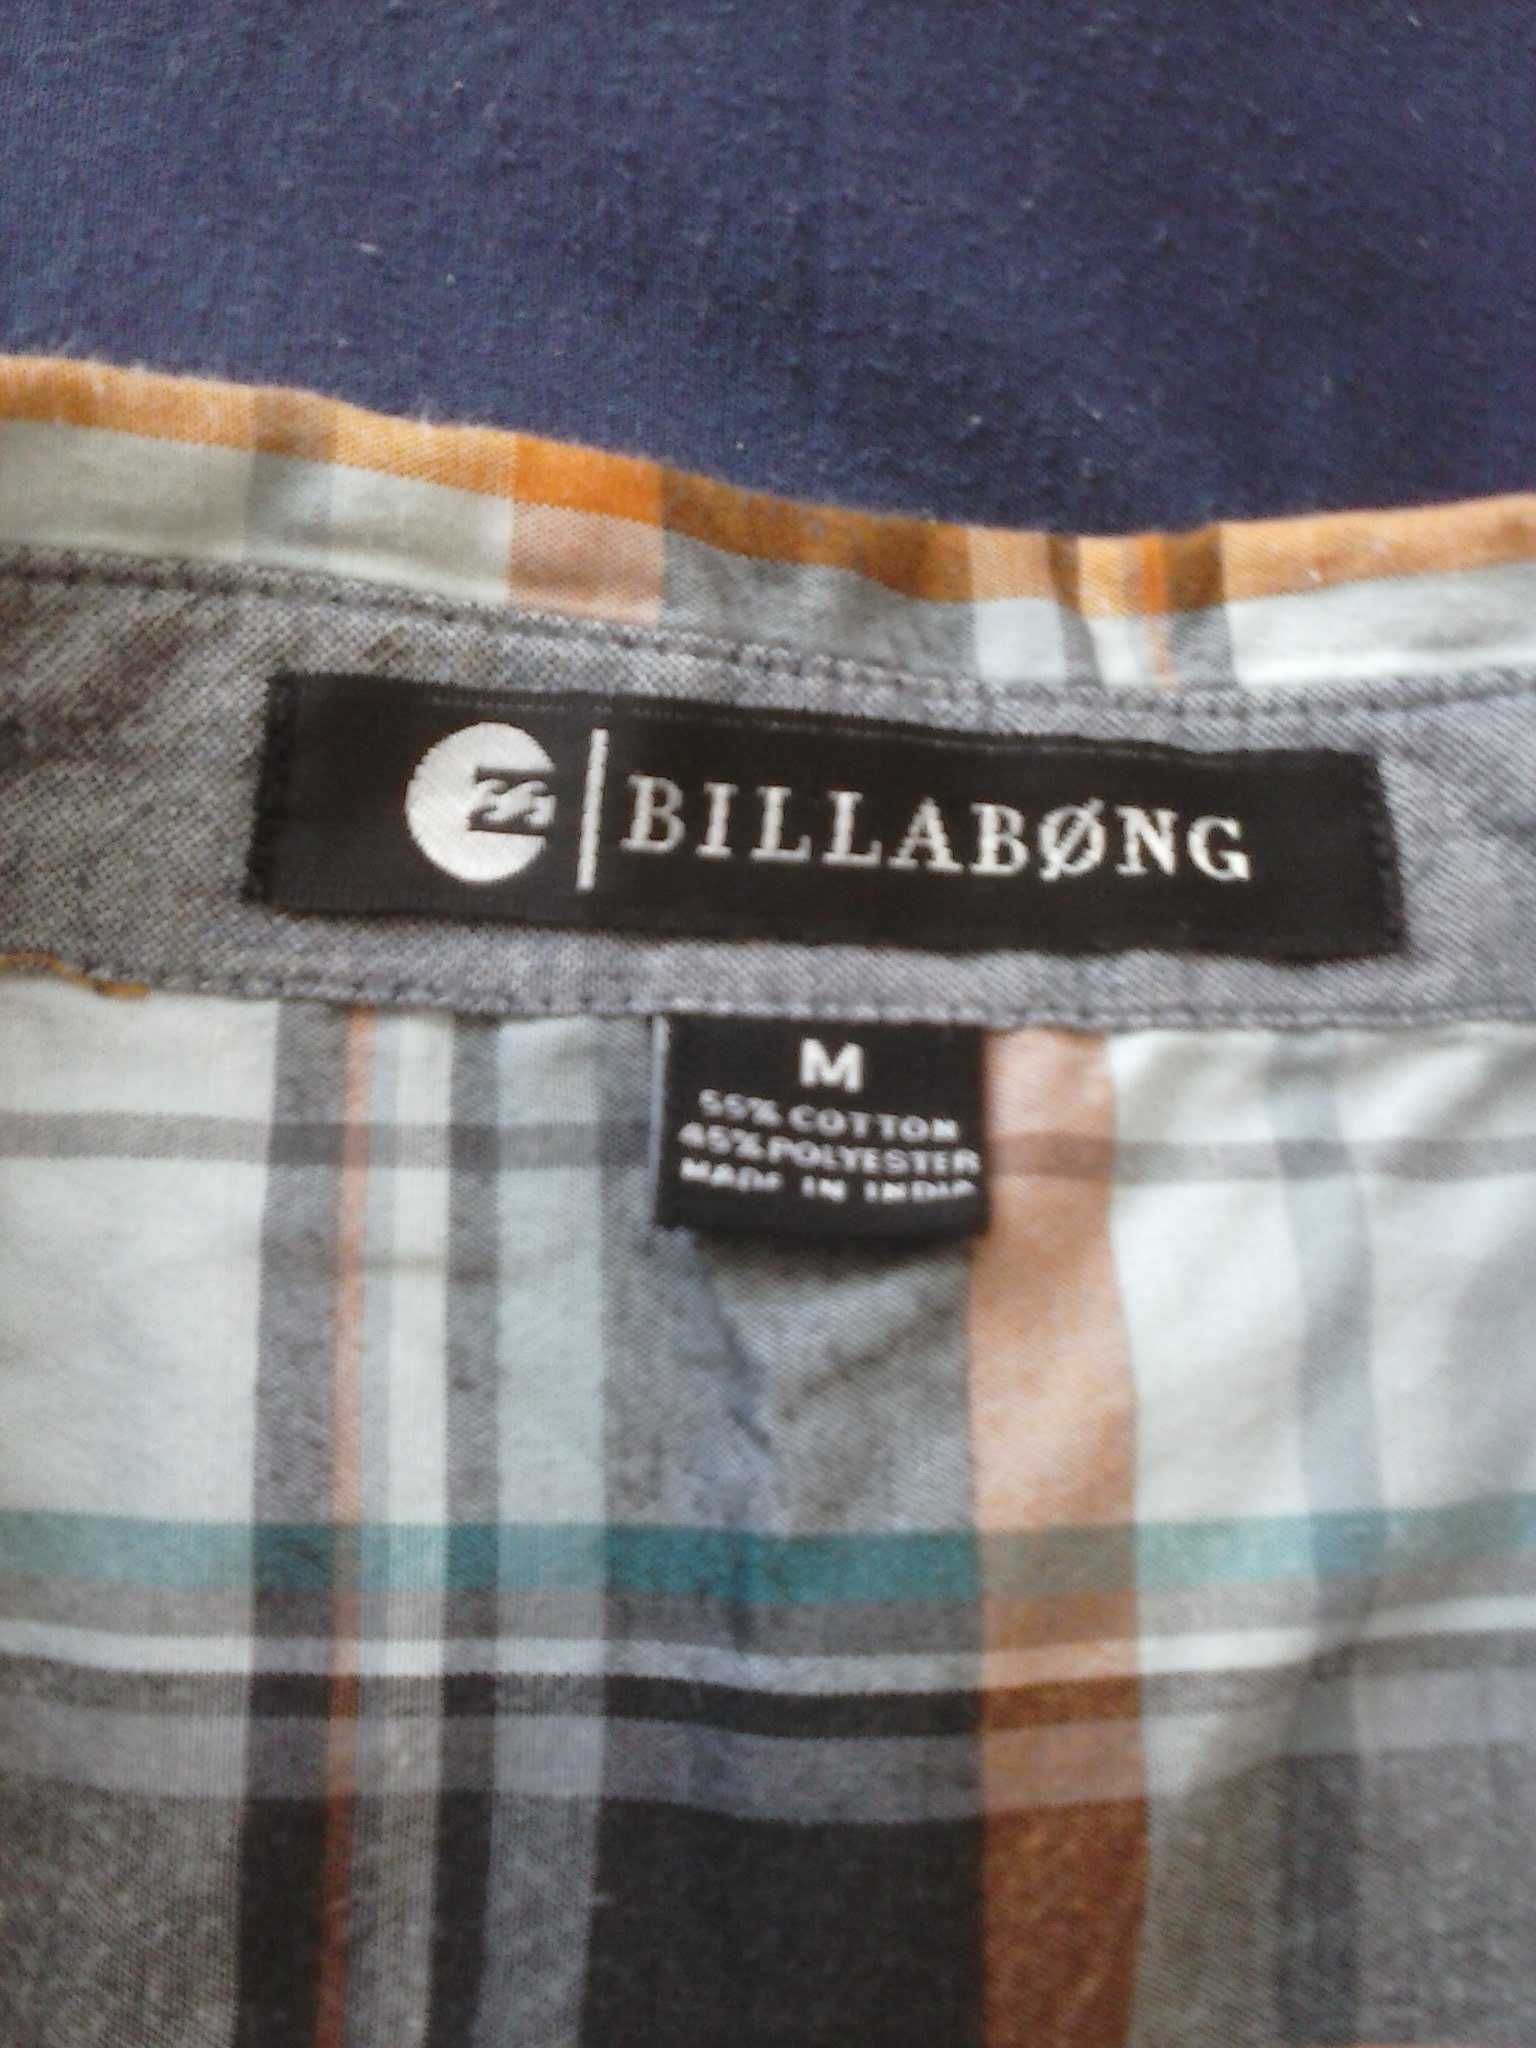 BILLABØNG
M
55% COTTON
45% POLYESTER
MADE IN INDIA